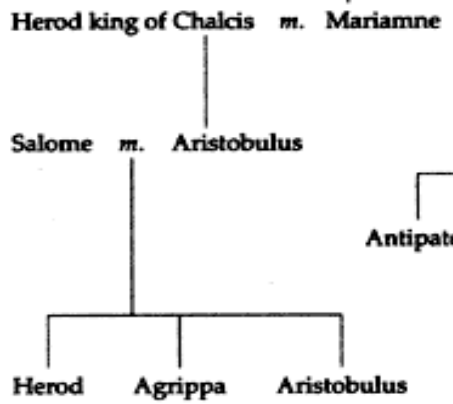 Herod king of Chalcis m. Mariamne
Salome m. Aristobulus
Herod Agrippa Aristobulus